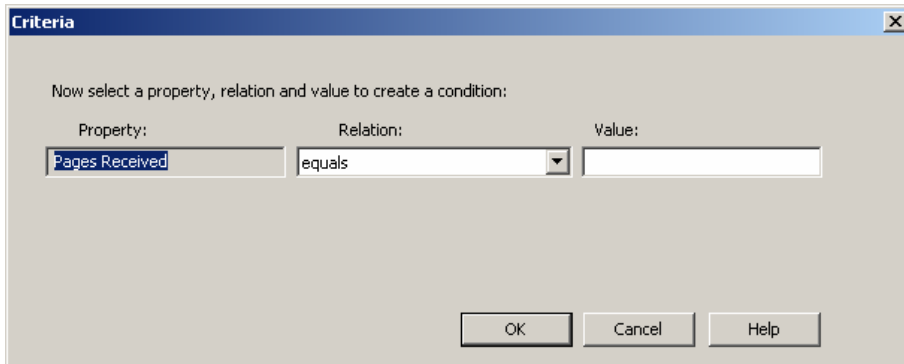 Criteria
Now select a property, relation and value to create a condition:
Property: Relation: Value:
Pages Received equals
OK Cancel Help